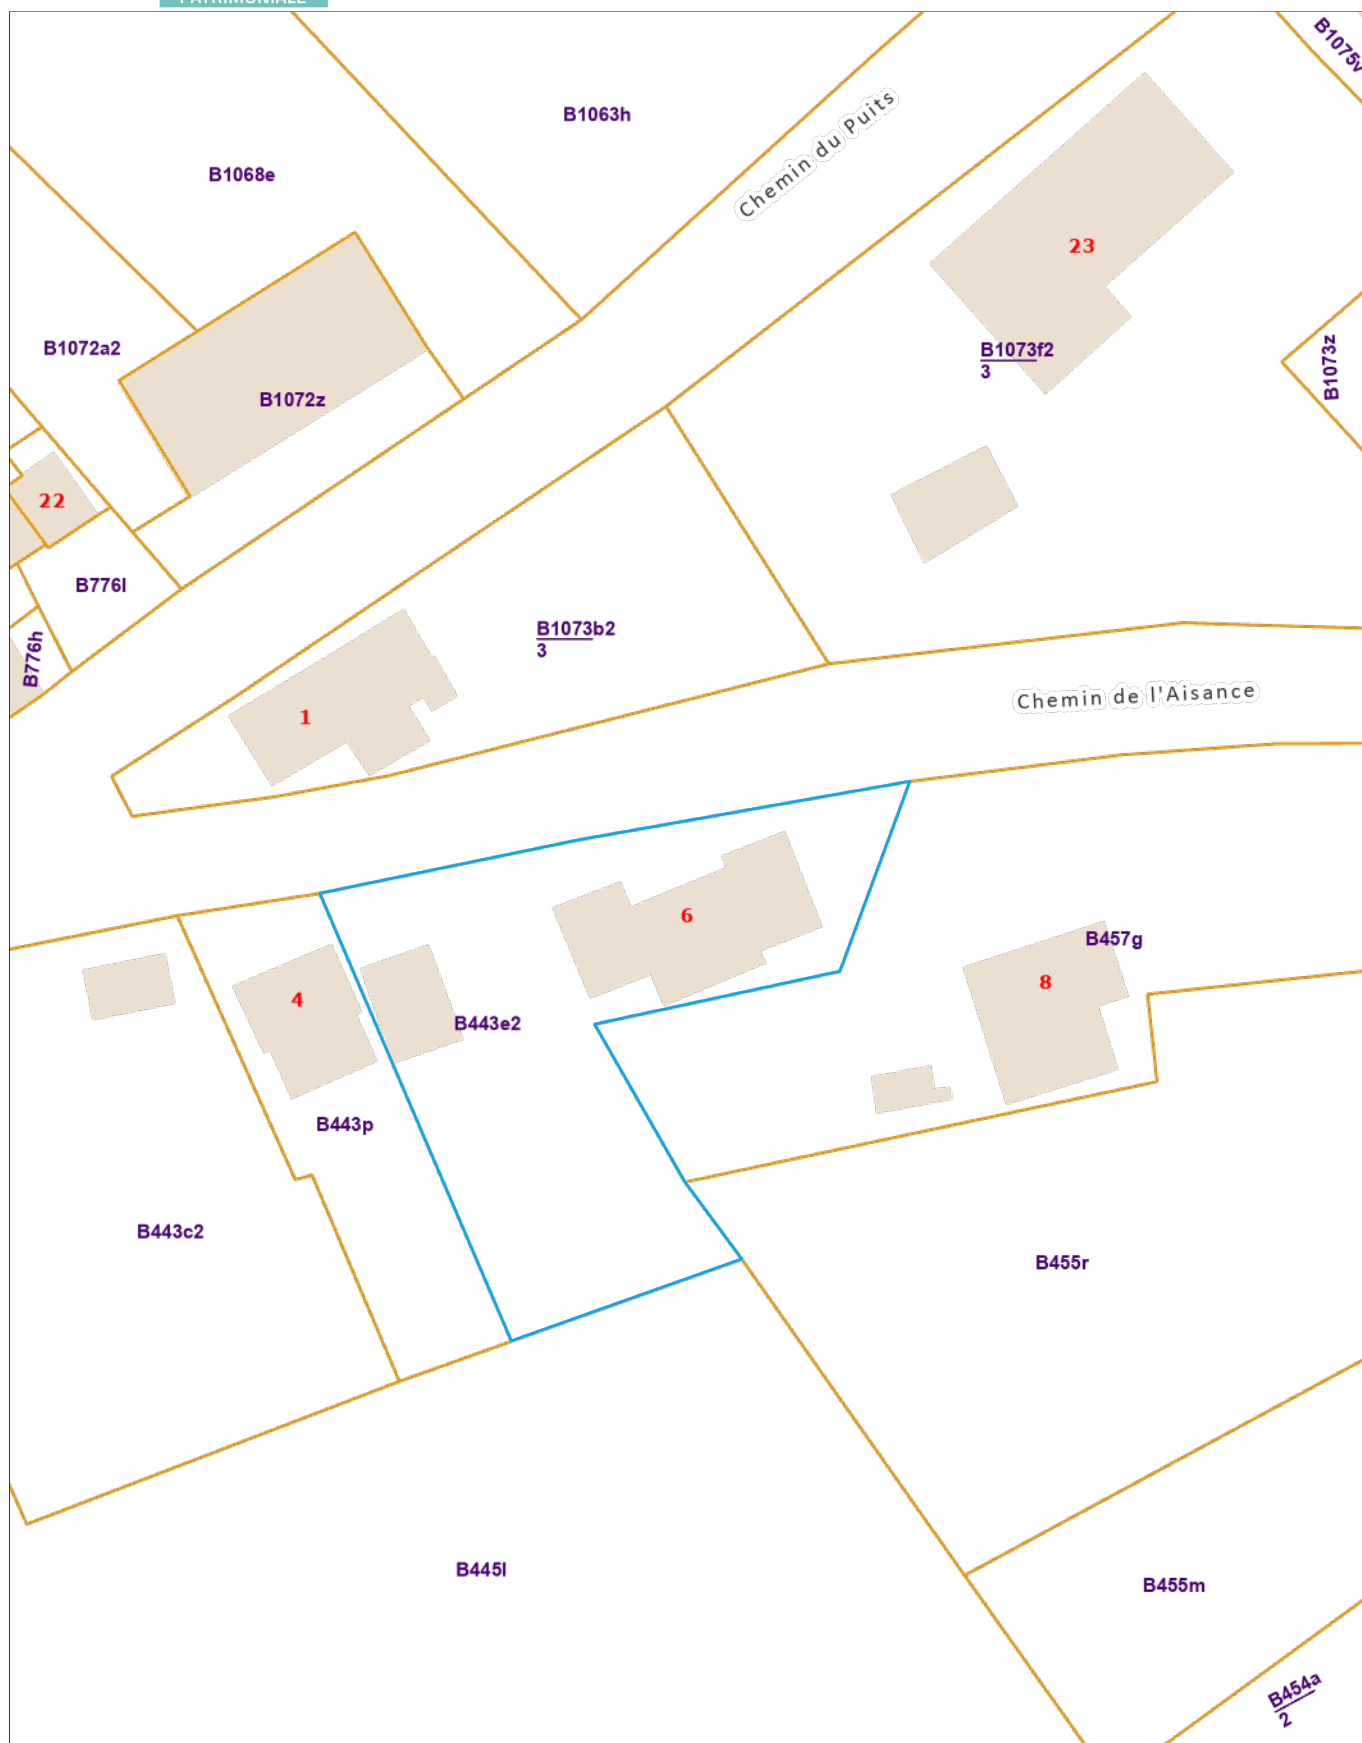 PATRIMONIALE
B1075v
B1063h
Chemin du Puits
B1068e
23
B1072a2
B1073f2
3
B1073z
B1072z
22
B776l
B1073b2
3
B776h
Chemin de l'Aisance
1
6
B457g
8
4
B443e2
B443p
B443c2
B455r
B445l
B455m
B454a
2